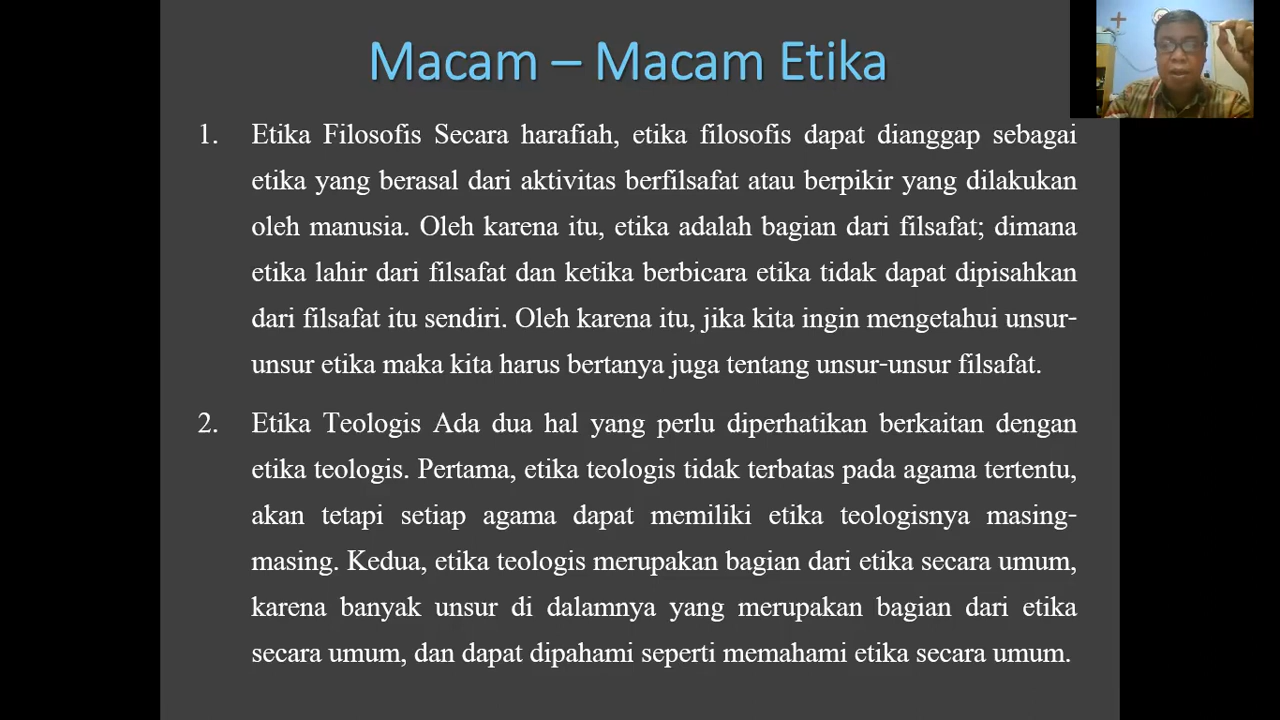 Macam – Macam Etika
1. Etika Filosofis Secara harafiah, etika filosofis dapat dianggap sebagai
etika yang berasal dari aktivitas berfilsafat atau berpikir yang dilakukan
oleh manusia. Oleh karena itu, etika adalah bagian dari filsafat; dimana
etika lahir dari filsafat dan ketika berbicara etika tidak dapat dipisahkan
dari filsafat itu sendiri. Oleh karena itu, jika kita ingin mengetahui unsur-
unsur etika maka kita harus bertanya juga tentang unsur-unsur filsafat.
2. Etika Teologis Ada dua hal yang perlu diperhatikan berkaitan dengan
etika teologis. Pertama, etika teologis tidak terbatas pada agama tertentu,
akan tetapi setiap agama dapat memiliki etika teologisnya masing-
masing. Kedua, etika teologis merupakan bagian dari etika secara umum,
karena banyak unsur di dalamnya yang merupakan bagian dari etika
secara umum, dan dapat dipahami seperti memahami etika secara umum.